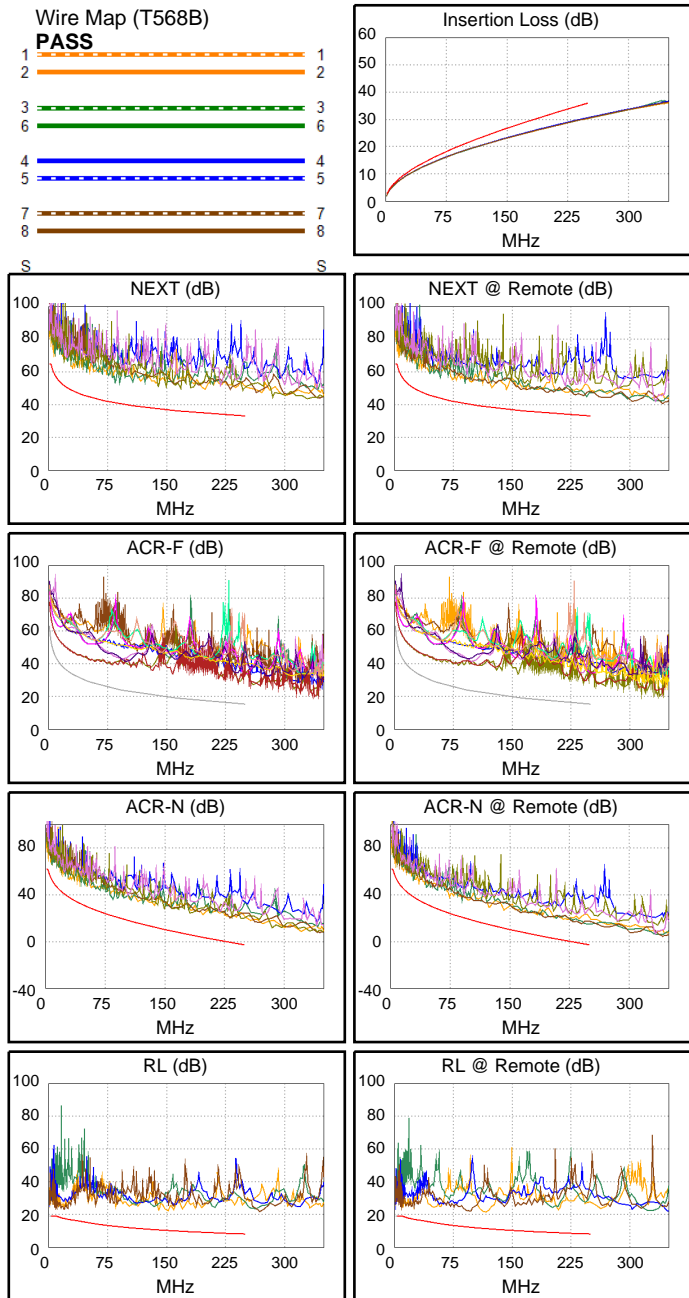 Wire Map (T568B)
PASS
1 1
2 2
3 3
6 6
4 4
5 5
7 7
8 8
S S
Insertion Loss (dB)
60
50
40
30
20
10
0
0 75 150 225 300
MHz
NEXT (dB)
100
80
60
40
20
0
0 75 150 225 300
MHz
NEXT @ Remote (dB)
100
80
60
40
20
0
0 75 150 225 300
MHz
ACR-F (dB)
100
80
60
40
20
0
0 75 150 225 300
MHz
ACR-F @ Remote (dB)
100
80
60
40
20
0
0 75 150 225 300
MHz
ACR-N (dB)
80
40
0
-40
0 75 150 225 300
MHz
ACR-N @ Remote (dB)
80
40
0
-40
0 75 150 225 300
MHz
RL (dB)
100
80
60
40
20
0
0 75 150 225 300
MHz
RL @ Remote (dB)
100
80
60
40
20
0
0 75 150 225 300
MHz